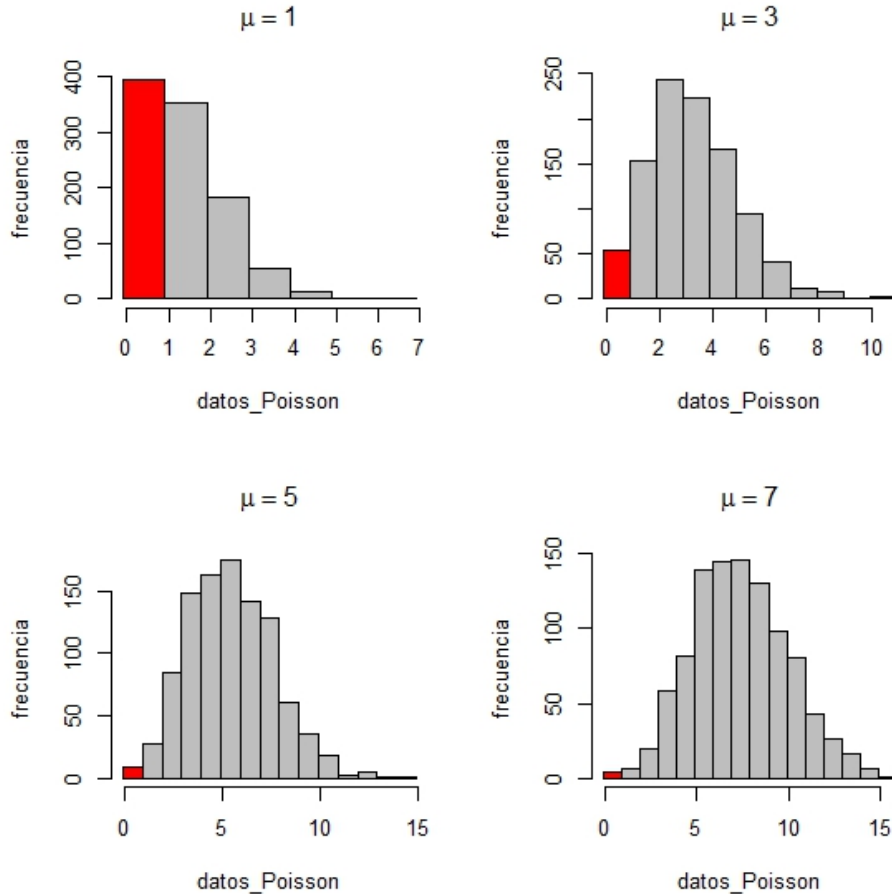 μ = 1
frecuencia
0 100 200 300 400
0 1 2 3 4 5 6 7
datos_Poisson
μ = 3
frecuencia
0 50 150 250
0 2 4 6 8 10
datos_Poisson
μ = 5
frecuencia
0 50 100 150
0 5 10 15
datos_Poisson
μ = 7
frecuencia
0 50 100 150
0 5 10 15
datos_Poisson